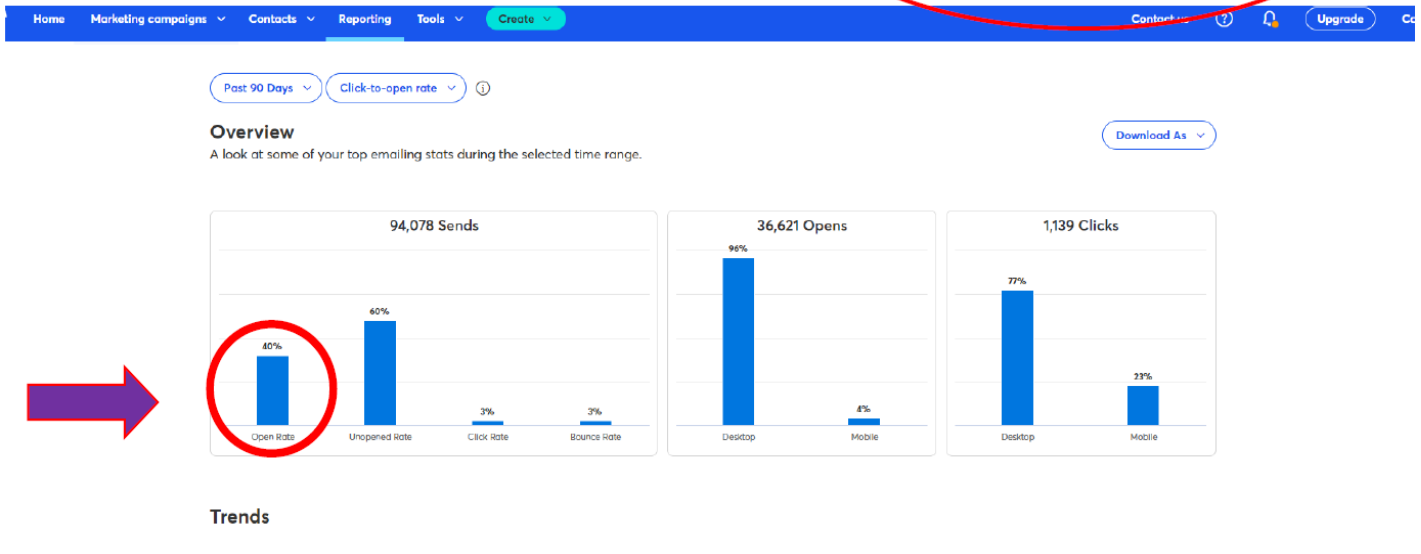 Home Marketing campaigns Contacts Reporting Tools Create Contact us ? Upgrade
Past 90 Days Click-to-open rate
Overview
Download As
A look at some of your top emailing stats during the selected time range.
94,078 Sends
40%
60%
3%
3%
Open Rate Unopened Rate Click Rate Bounce Rate
36,621 Opens
96%
4%
Desktop Mobile
1,139 Clicks
77%
23%
Desktop Mobile
Trends